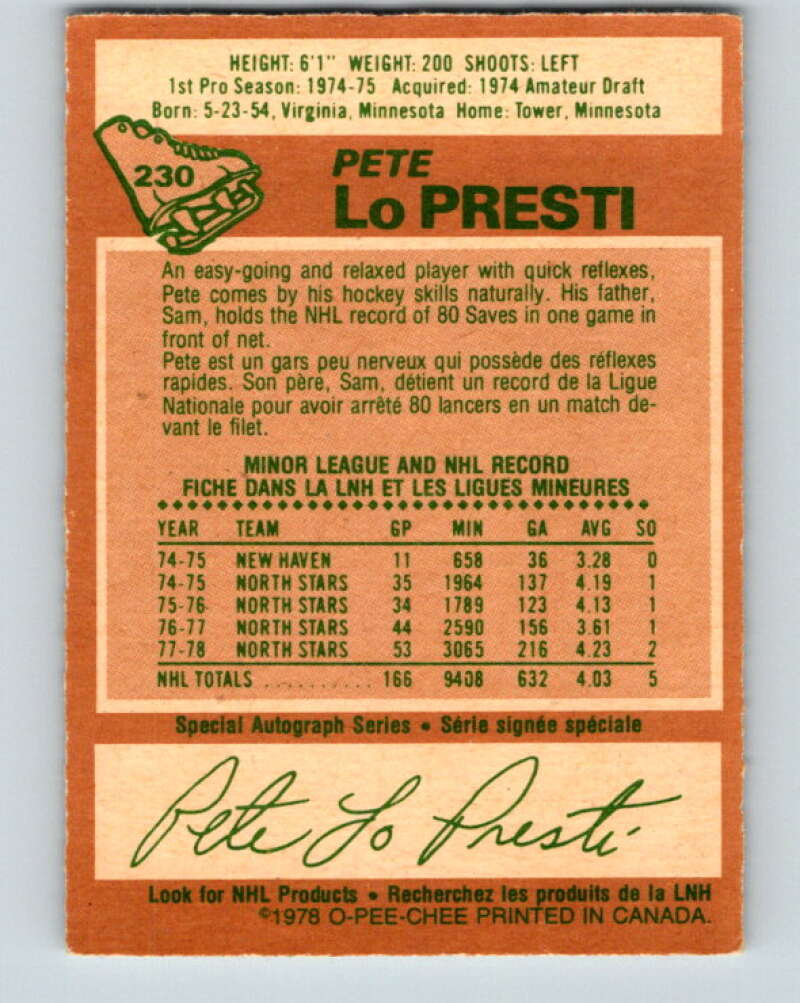 HEIGHT: 6'1" WEIGHT: 200 SHOOTS: LEFT
1st Pro Season: 1974-75 Acquired: 1974 Amateur Draft
Born: 5-23-54, Virginia, Minnesota Home: Tower, Minnesota
230
PETE
Lo PRESTI
An easy-going and relaxed player with quick reflexes,
Pete comes by his hockey skills naturally. His father,
Sam, holds the NHL record of 80 Saves in one game in
front of net.
Pete est un gars peu nerveux qui possède des réflexes
rapides. Son père, Sam, détient un record de la Ligue
Nationale pour avoir arrêté 80 lancers en un match de-
vant le filet.
MINOR LEAGUE AND NHL RECORD
FICHE DANS LA LNH ET LES LIGUES MINEURES
YEAR TEAM GP MIN GA AVG SO
74-75 NEW HAVEN 11 658 36 3.28 0
74-75 NORTH STARS 35 1964 137 4.19 1
75-76 NORTH STARS 34 1789 123 4.13 1
76-77 NORTH STARS 44 2590 156 3.61 1
77-78 NORTH STARS 53 3065 216 4.23 2
NHL TOTALS .......... 166 9408 632 4.03 5
Special Autograph Series • Série signée spéciale
Pete Lo Presti
Look for NHL Products • Recherchez les produits de la LNH
©1978 O-PEE-CHEE PRINTED IN CANADA.